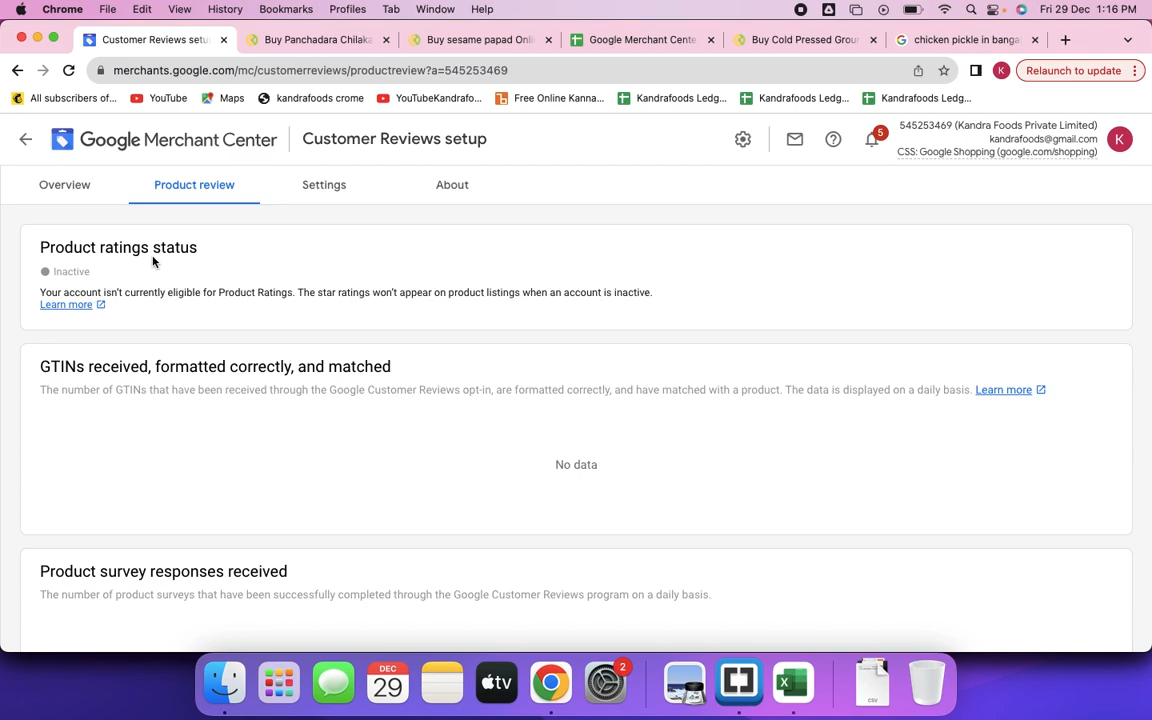 Chrome File Edit View History Bookmarks Profiles Tab Window Help Fri 29 Dec 1:16 PM
Customer Reviews setu Buy Panchadara Chilaka Buy sesame papad Onli Google Merchant Cente Buy Cold Pressed Grour chicken pickle in banga
merchants.google.com/mc/customerreviews/productreview?a=545253469 K Relaunch to update
All subscribers of... YouTube Maps kandrafoods crome YouTubeKandrafo... Free Online Kanna... Kandrafoods Ledg... Kandrafoods Ledg... Kandrafoods Ledg...
Google Merchant Center Customer Reviews setup 5 K
545253469 (Kandra Foods Private Limited)
kandrafoods@gmail.com
CSS: Google Shopping (google.com/shopping)
Overview Product review Settings About
Product ratings status
Inactive
Your account isn't currently eligible for Product Ratings. The star ratings won't appear on product listings when an account is inactive.
Learn more
GTINs received, formatted correctly, and matched
The number of GTINs that have been received through the Google Customer Reviews opt-in, are formatted correctly, and have matched with a product. The data is displayed on a daily basis. Learn more
No data
Product survey responses received
The number of product surveys that have been successfully completed through the Google Customer Reviews program on a daily basis.
DEC
29
tv
2
X
CSV